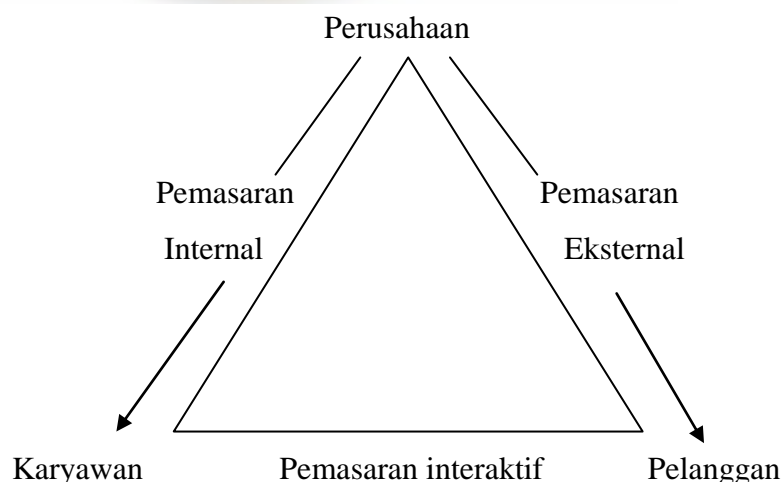 Perusahaan
Pemasaran
Internal
Pemasaran
Eksternal
Karyawan
Pemasaran interaktif
Pelanggan